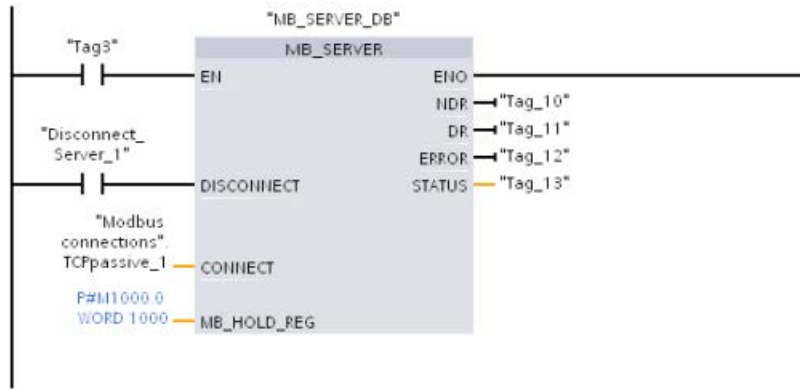 "MB_SERVER_DB"
"Tag3"
MB_SERVER
EN
ENO
NDR
"Tag_10"
DR
"Tag_11"
"Disconnect_
Server_1"
ERROR
"Tag_12"
DISCONNECT
STATUS
"Tag_13"
"Modbus
connections".
TCPpassive_1
CONNECT
P#M1000.0
WORD 1000
MB_HOLD_REG